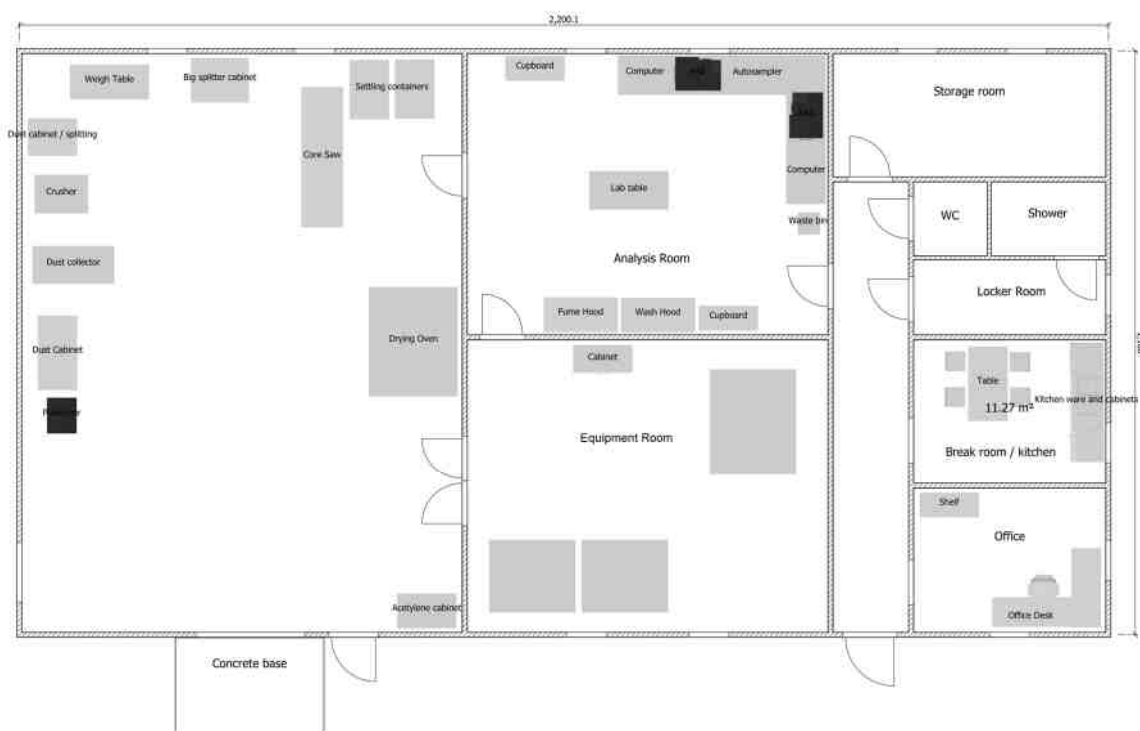 2,200.1
Weigh Table
Big splitter cabinet
Settling containers
Cupboard
Computer
Autosampler
Storage room
Dust cabinet / splitting
Core Saw
Crusher
Lab table
Computer
WC
Shower
Waste bin
Dust collector
Analysis Room
Locker Room
Fume Hood
Wash Hood
Cupboard
Drying Oven
Dust Cabinet
Cabinet
Table
Kitchen ware and cabinets
11.27 m²
Equipment Room
Break room / kitchen
Shelf
Office
Acetylene cabinet
Office Desk
Concrete base